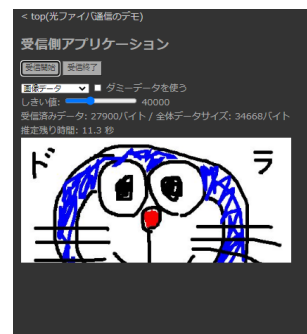 < top(光ファイバ通信のデモ)
受信側アプリケーション
受信開始 受信終了
画像データ ダミーデータを使う
しきい値: 40000
受信済みデータ: 27900バイト / 全体データサイズ: 34668バイト
推定残り時間: 11.3 秒
ド ラ